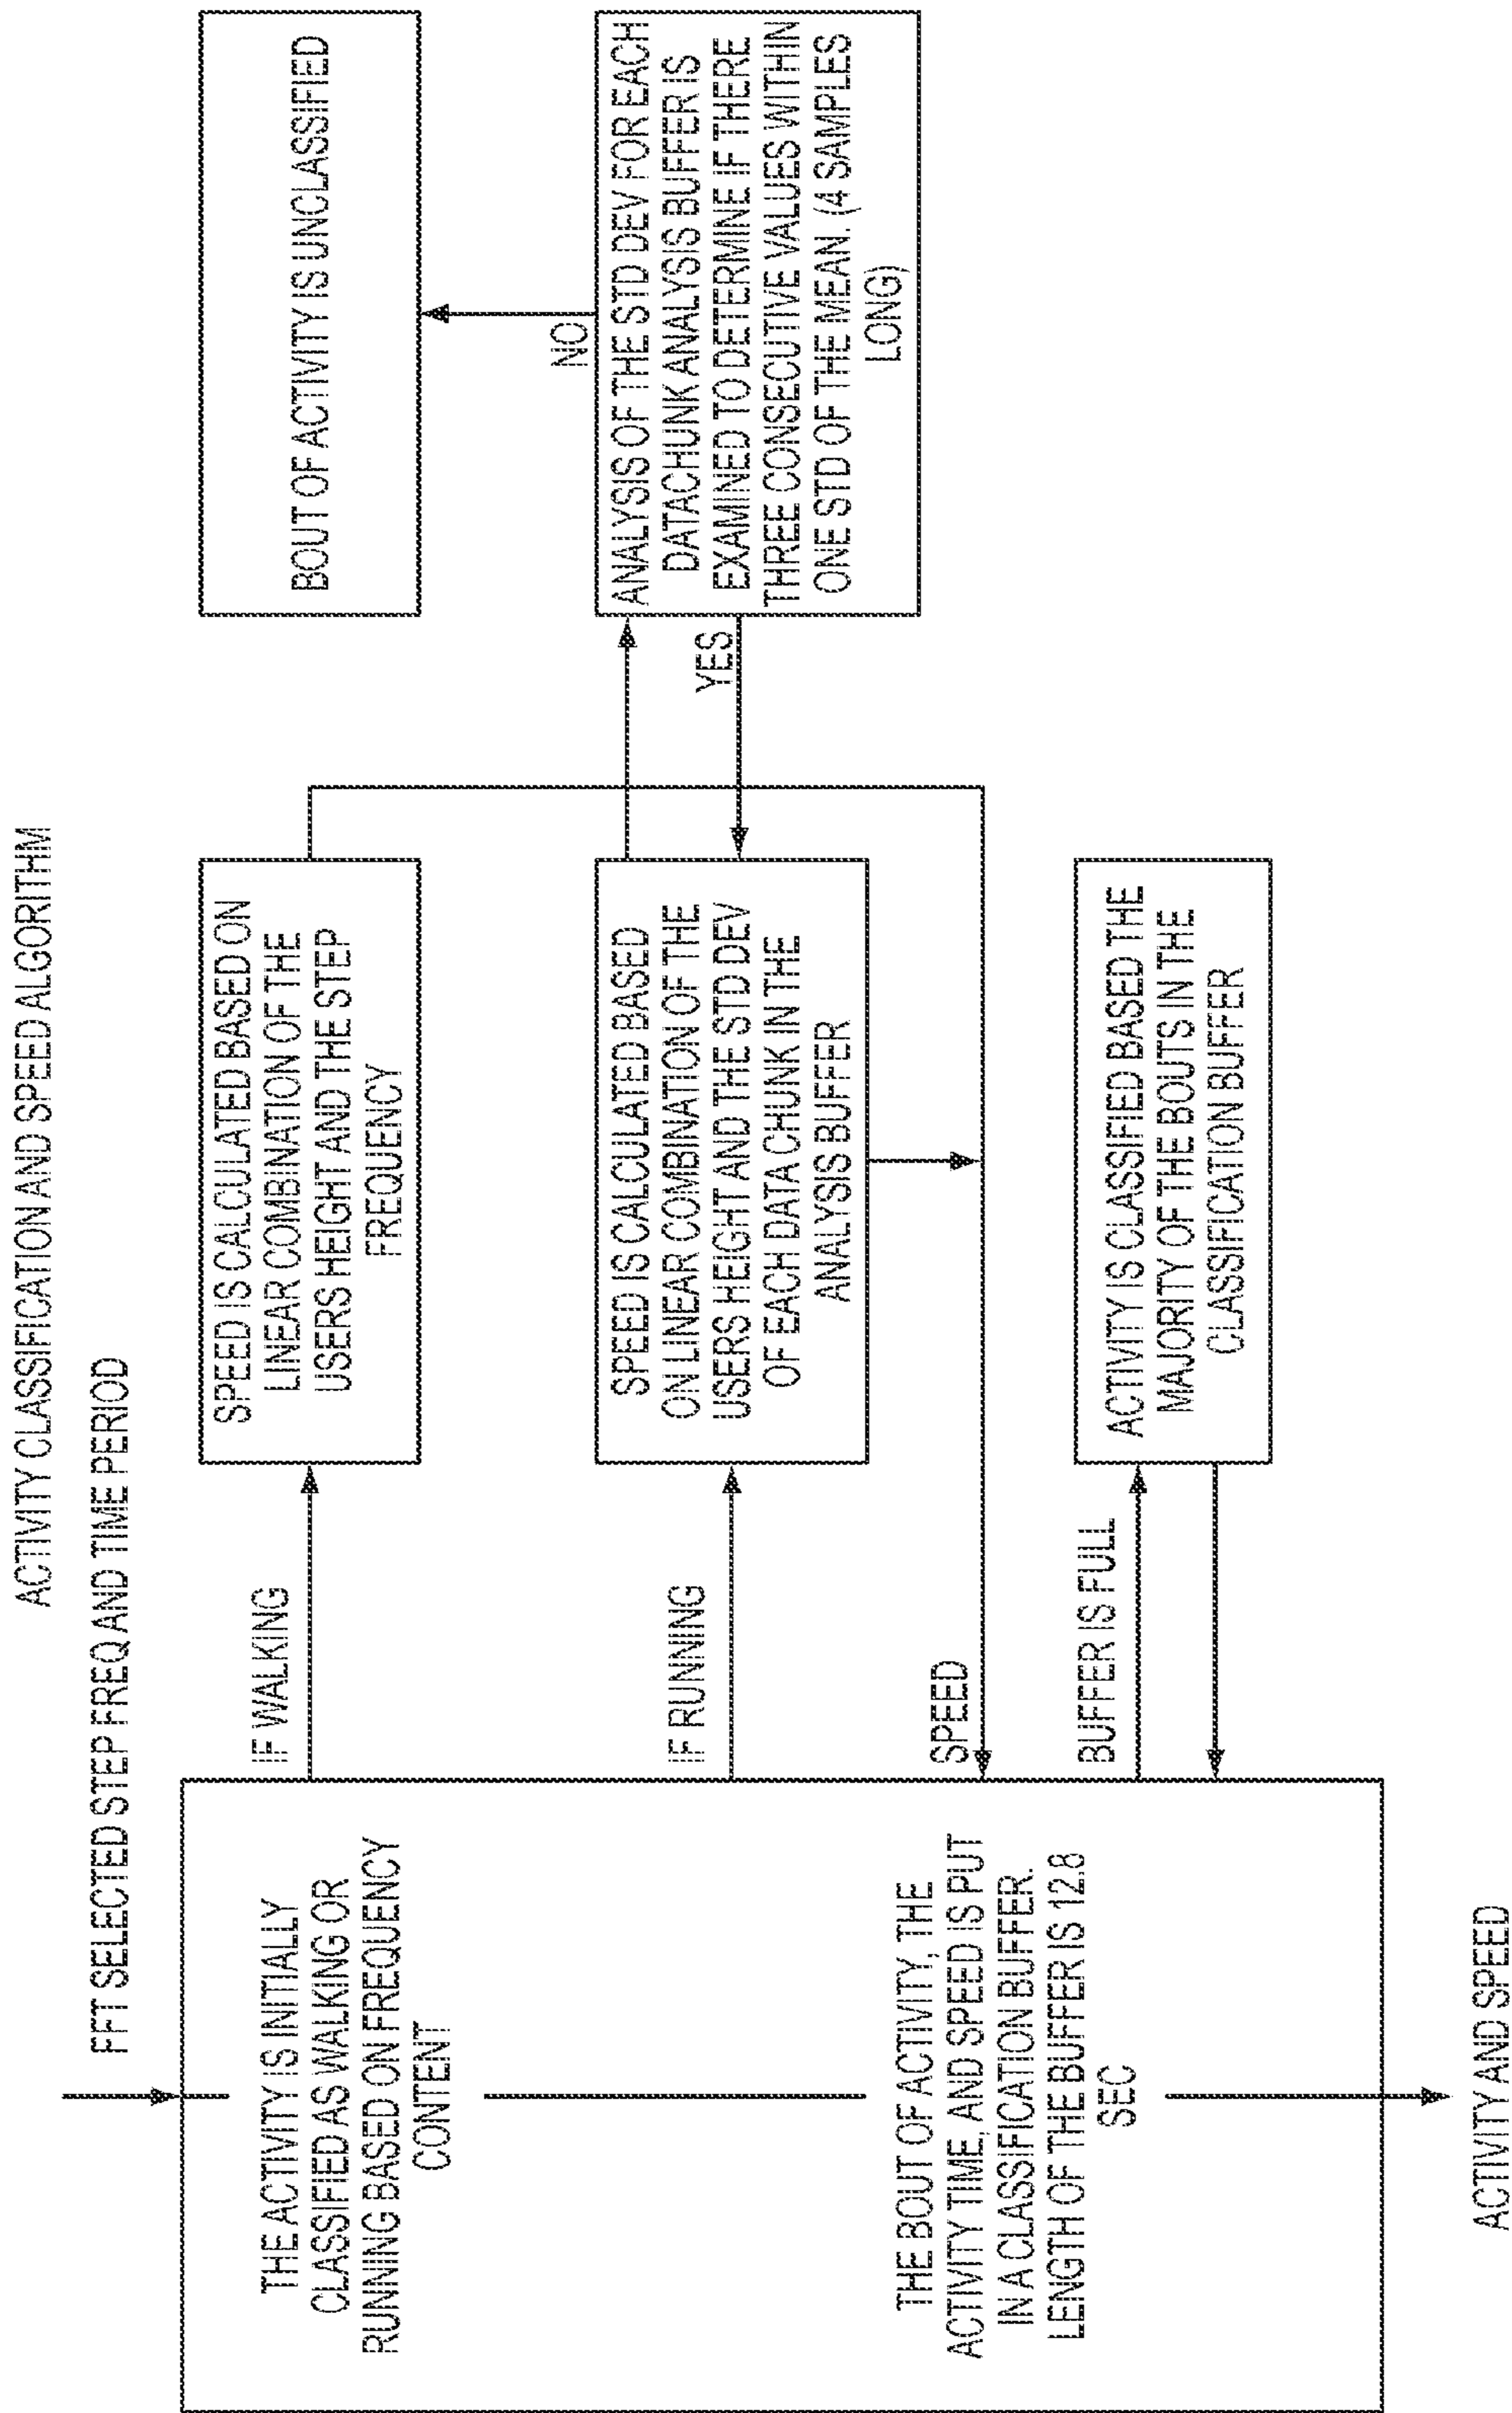 ACTIVITY CLASSIFICATION AND SPEED ALGORITHM
FFT SELECTED STEP FREQ AND TIME PERIOD
THE ACTIVITY IS INITIALLY
CLASSIFIED AS WALKING OR
RUNNING BASED ON FREQUENCY
CONTENT
IF WALKING
SPEED IS CALCULATED BASED ON
LINEAR COMBINATION OF THE
USERS HEIGHT AND THE STEP
FREQUENCY
BOUT OF ACTIVITY IS UNCLASSIFIED
NO
IF RUNNING
SPEED IS CALCULATED BASED
ON LINEAR COMBINATION OF THE
USERS HEIGHT AND THE STD DEV
OF EACH DATA CHUNK IN THE
ANALYSIS BUFFER
YES
ANALYSIS OF THE STD DEV FOR EACH
DATACHUNK ANALYSIS BUFFER IS
EXAMINED TO DETERMINE IF THERE
THREE CONSECUTIVE VALUES WITHIN
ONE STD OF THE MEAN. (4 SAMPLES
LONG)
THE BOUT OF ACTIVITY, THE
ACTIVITY TIME, AND SPEED IS PUT
IN A CLASSIFICATION BUFFER.
LENGTH OF THE BUFFER IS 12.8
SEC
SPEED
BUFFER IS FULL
ACTIVITY IS CLASSIFIED BASED THE
MAJORITY OF THE BOUTS IN THE
CLASSIFICATION BUFFER
ACTIVITY AND SPEED